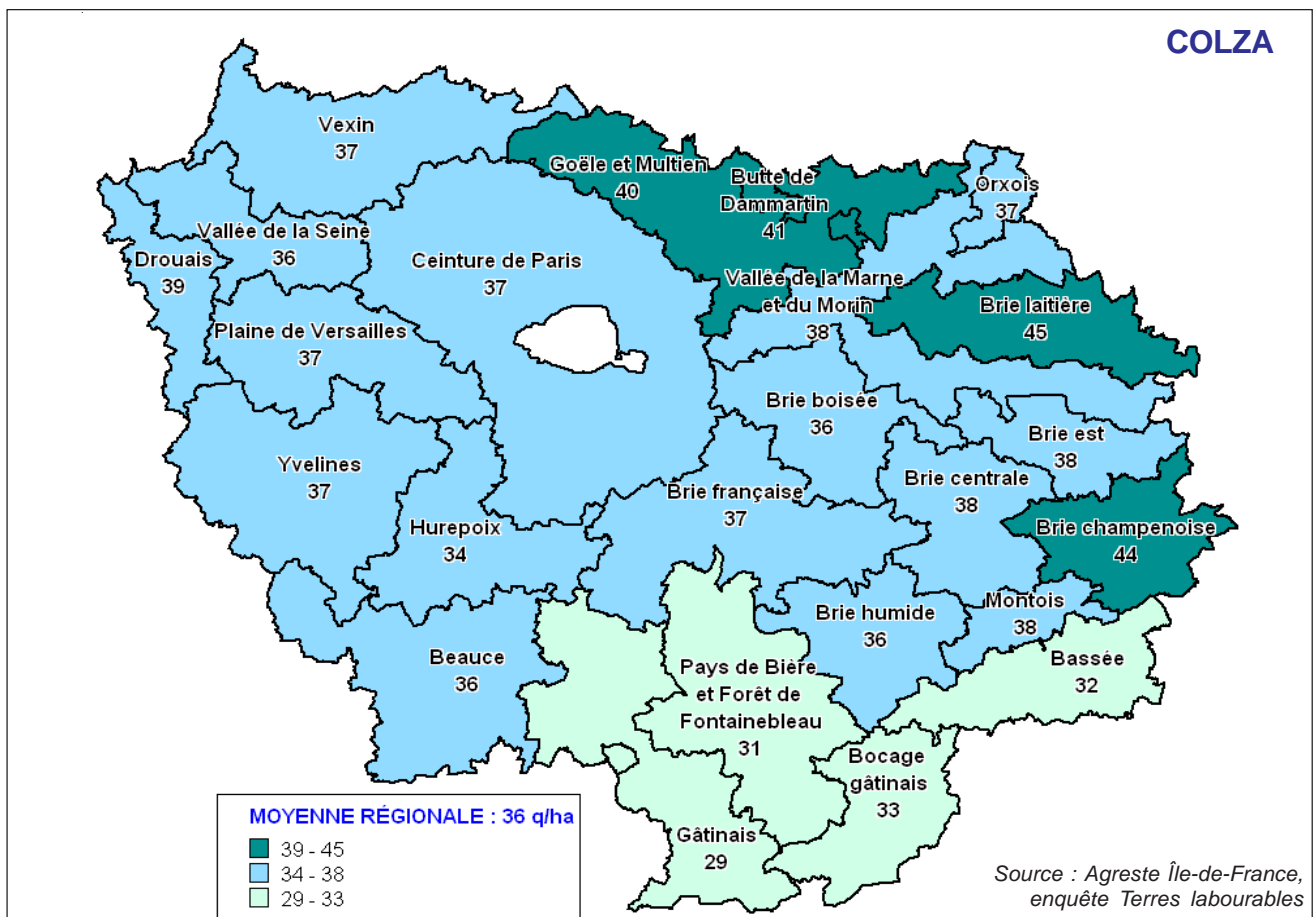 COLZA
Vexin
37
Goële et Multien
40
Butte de
Dammartin
41
Orxois
37
Vallée de la Seine
36
Drouais
39
Ceinture de Paris
37
Vallée de la Marne
et du Morin
38
Brie laitière
45
Plaine de Versailles
37
Brie boisée
36
Brie est
38
Yvelines
37
Brie centrale
38
Brie française
37
Hurepoix
34
Brie champenoise
44
Brie humide
36
Montois
38
Beauce
36
Pays de Bière
et Forêt de
Fontainebleau
31
Bassée
32
Bocage
gâtinais
33
Gâtinais
29
MOYENNE RÉGIONALE : 36 q/ha
39 - 45
34 - 38
29 - 33
Source : Agreste Île-de-France,
enquête Terres labourables